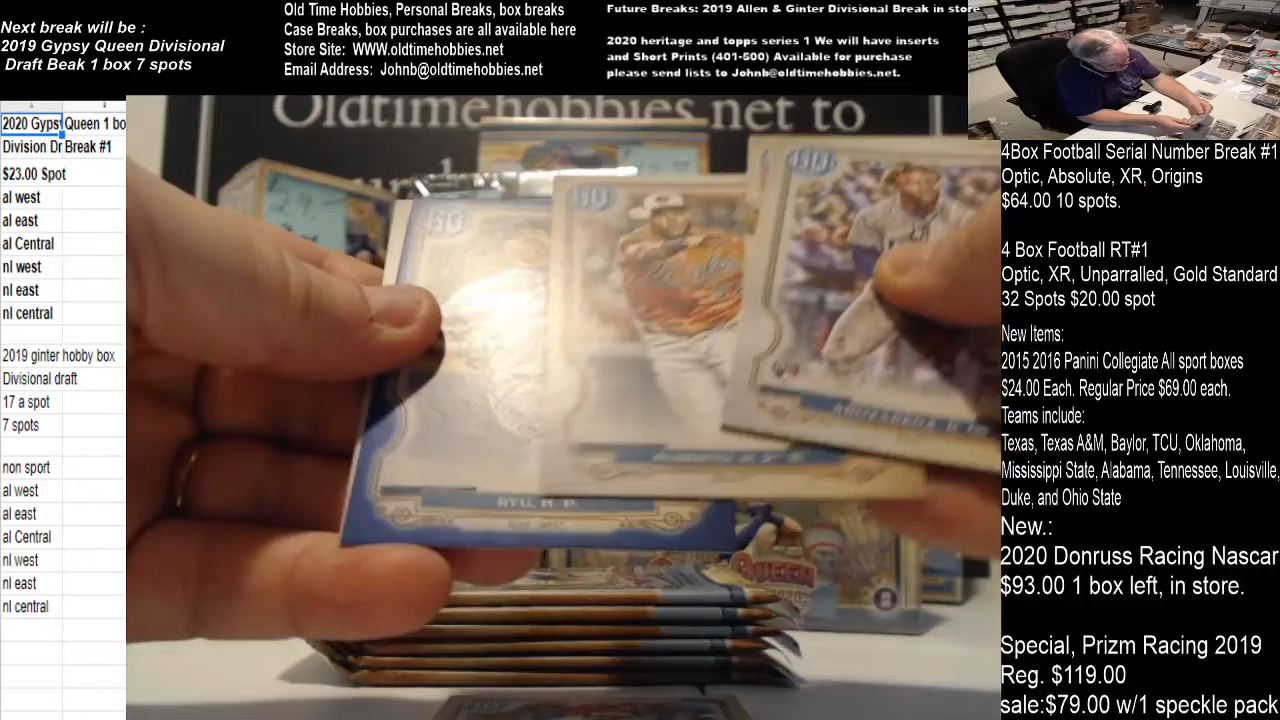 Next break will be :
2019 Gypsy Queen Divisional
Draft Beak 1 box 7 spots
Old Time Hobbies, Personal Breaks, box breaks
Case Breaks, box purchases are all available here
Store Site:  WWW.oldtimehobbies.net
Email Address:  Johnb@oldtimehobbies.net
Future Breaks: 2019 Allen & Ginter Divisional Break in store
2020 heritage and topps series 1 We will have inserts
and Short Prints (401-500) Available for purchase
please send lists to Johnb@oldtimehobbies.net.
2020 Gyps Queen 1 bo
Division Dr Break #1
$23.00 Spot
al west
al east
al Central
nl west
nl east
nl central
2019 ginter hobby box
Divisional draft
17 a spot
7 spots
non sport
al west
al east
al Central
nl west
nl east
nl central
Oldtimehobbies.net to
GQ
GQ
GQ
RYU, H. P.
BLUE JAYS
QUEEN
4Box Football Serial Number Break #1
Optic, Absolute, XR, Origins
$64.00 10 spots.
4 Box Football RT#1
Optic, XR, Unparralled, Gold Standard
32 Spots $20.00 spot
New Items:
2015 2016 Panini Collegiate All sport boxes
$24.00 Each. Regular Price $69.00 each.
Teams include:
Texas, Texas A&M, Baylor, TCU, Oklahoma,
Mississippi State, Alabama, Tennessee, Louisville,
Duke, and Ohio State
New.:
2020 Donruss Racing Nascar
$93.00 1 box left, in store.
Special, Prizm Racing 2019
Reg. $119.00
sale:$79.00 w/1 speckle pack